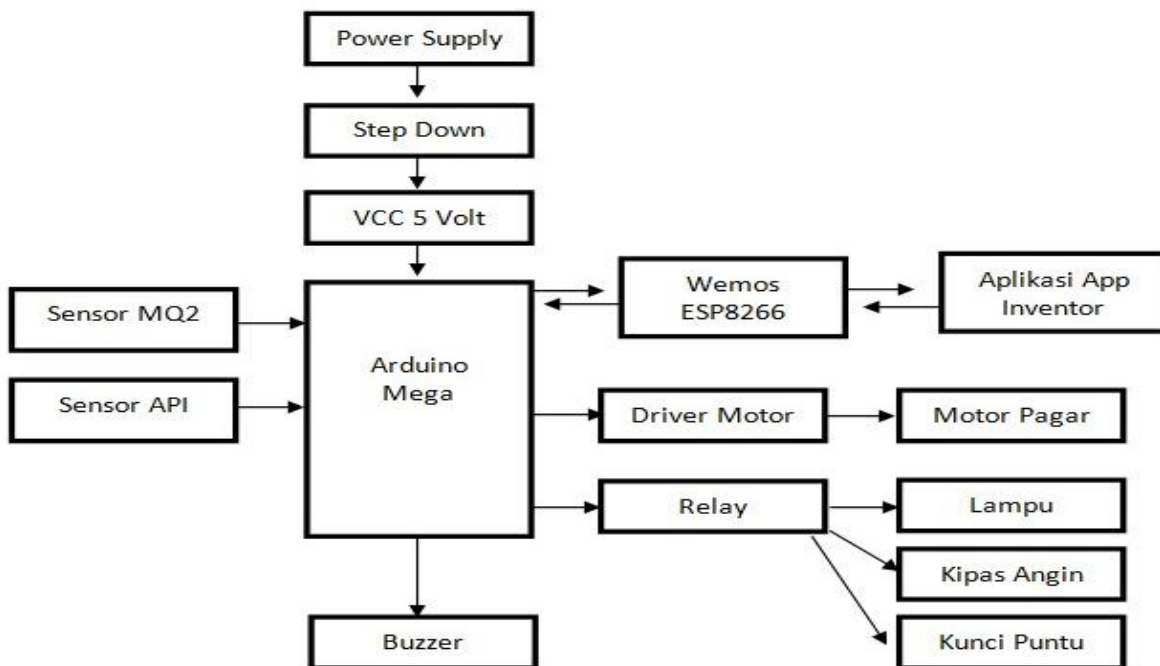 Power Supply
Step Down
VCC 5 Volt
Sensor MQ2
Sensor API
Arduino
Mega
Wemos
ESP8266
Aplikasi App
Inventor
Driver Motor
Motor Pagar
Relay
Lampu
Kipas Angin
Kunci Puntu
Buzzer